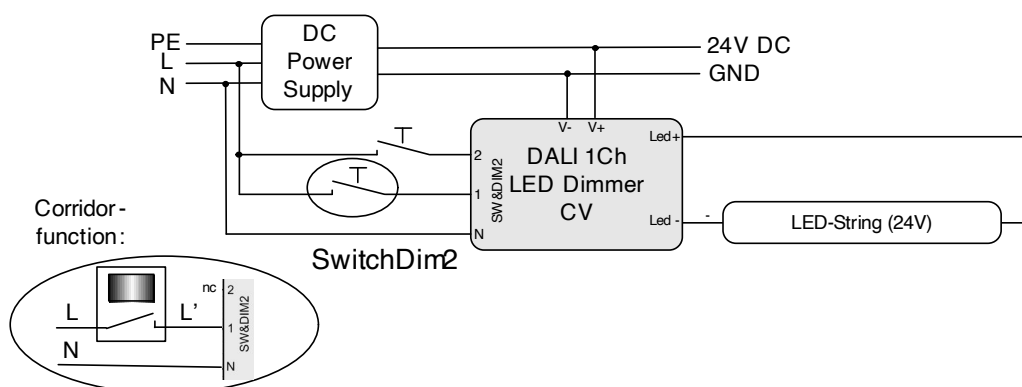 PE
L
N
DC
Power
Supply
24V DC
GND
V- V+
Led+
2
1
N
SW&DIM2
DALI 1Ch
LED Dimmer
CV
Led -
-
LED-String (24V)
SwitchDim2
Corridor-
function:
L
L’
N
nc
2
1
N
SW&DIM2